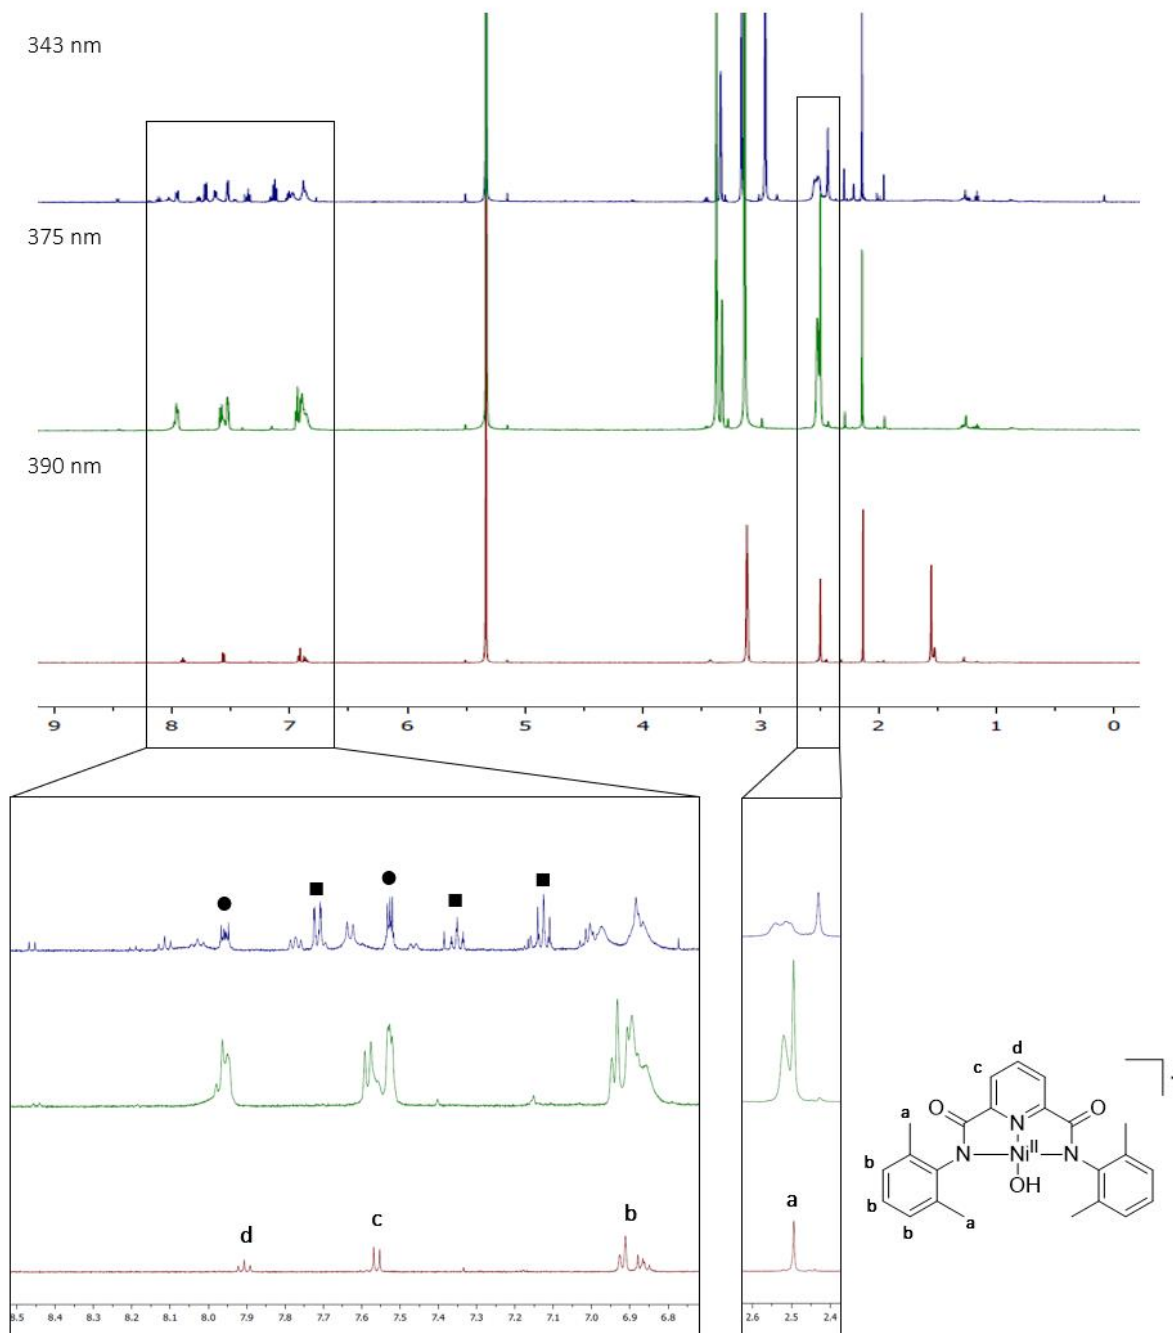 343 nm
375 nm
390 nm
9 8 7 6 5 4 3 2 1 0
d c b a
8.5 8.4 8.3 8.2 8.1 8.0 7.9 7.8 7.7 7.6 7.5 7.4 7.3 7.2 7.1 7.0 6.9 6.8
2.6 2.5 2.4
d
c
O a O
N
b N Ni II N
b OH
b a